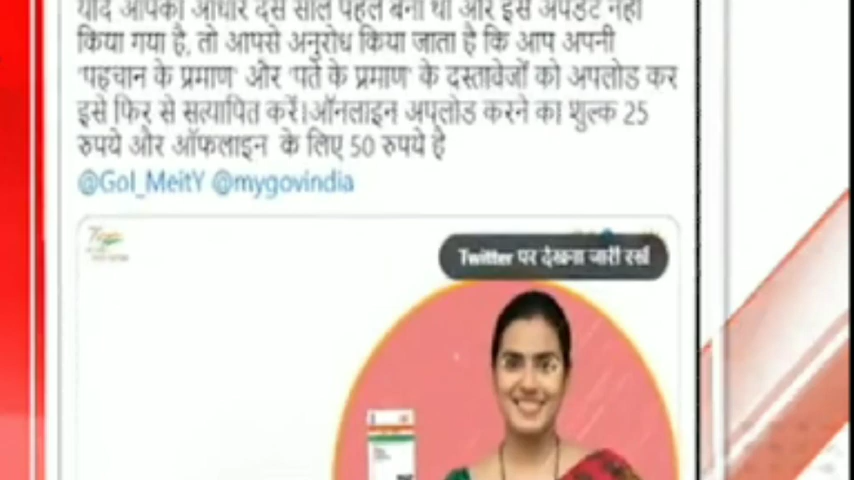 यदि आपका आधार दस साल पहले बना था और इसे अपडेट नहीं
किया गया है, तो आपसे अनुरोध किया जाता है कि आप अपनी
'पहचान के प्रमाण' और 'पते के प्रमाण' के दस्तावेजों को अपलोड कर
इसे फिर से सत्यापित करें।ऑनलाइन अपलोड करने का शुल्क 25
रुपये और ऑफलाइन के लिए 50 रुपये है
@GoI_MeitY @mygovindia
Twitter पर देखना जारी रखें